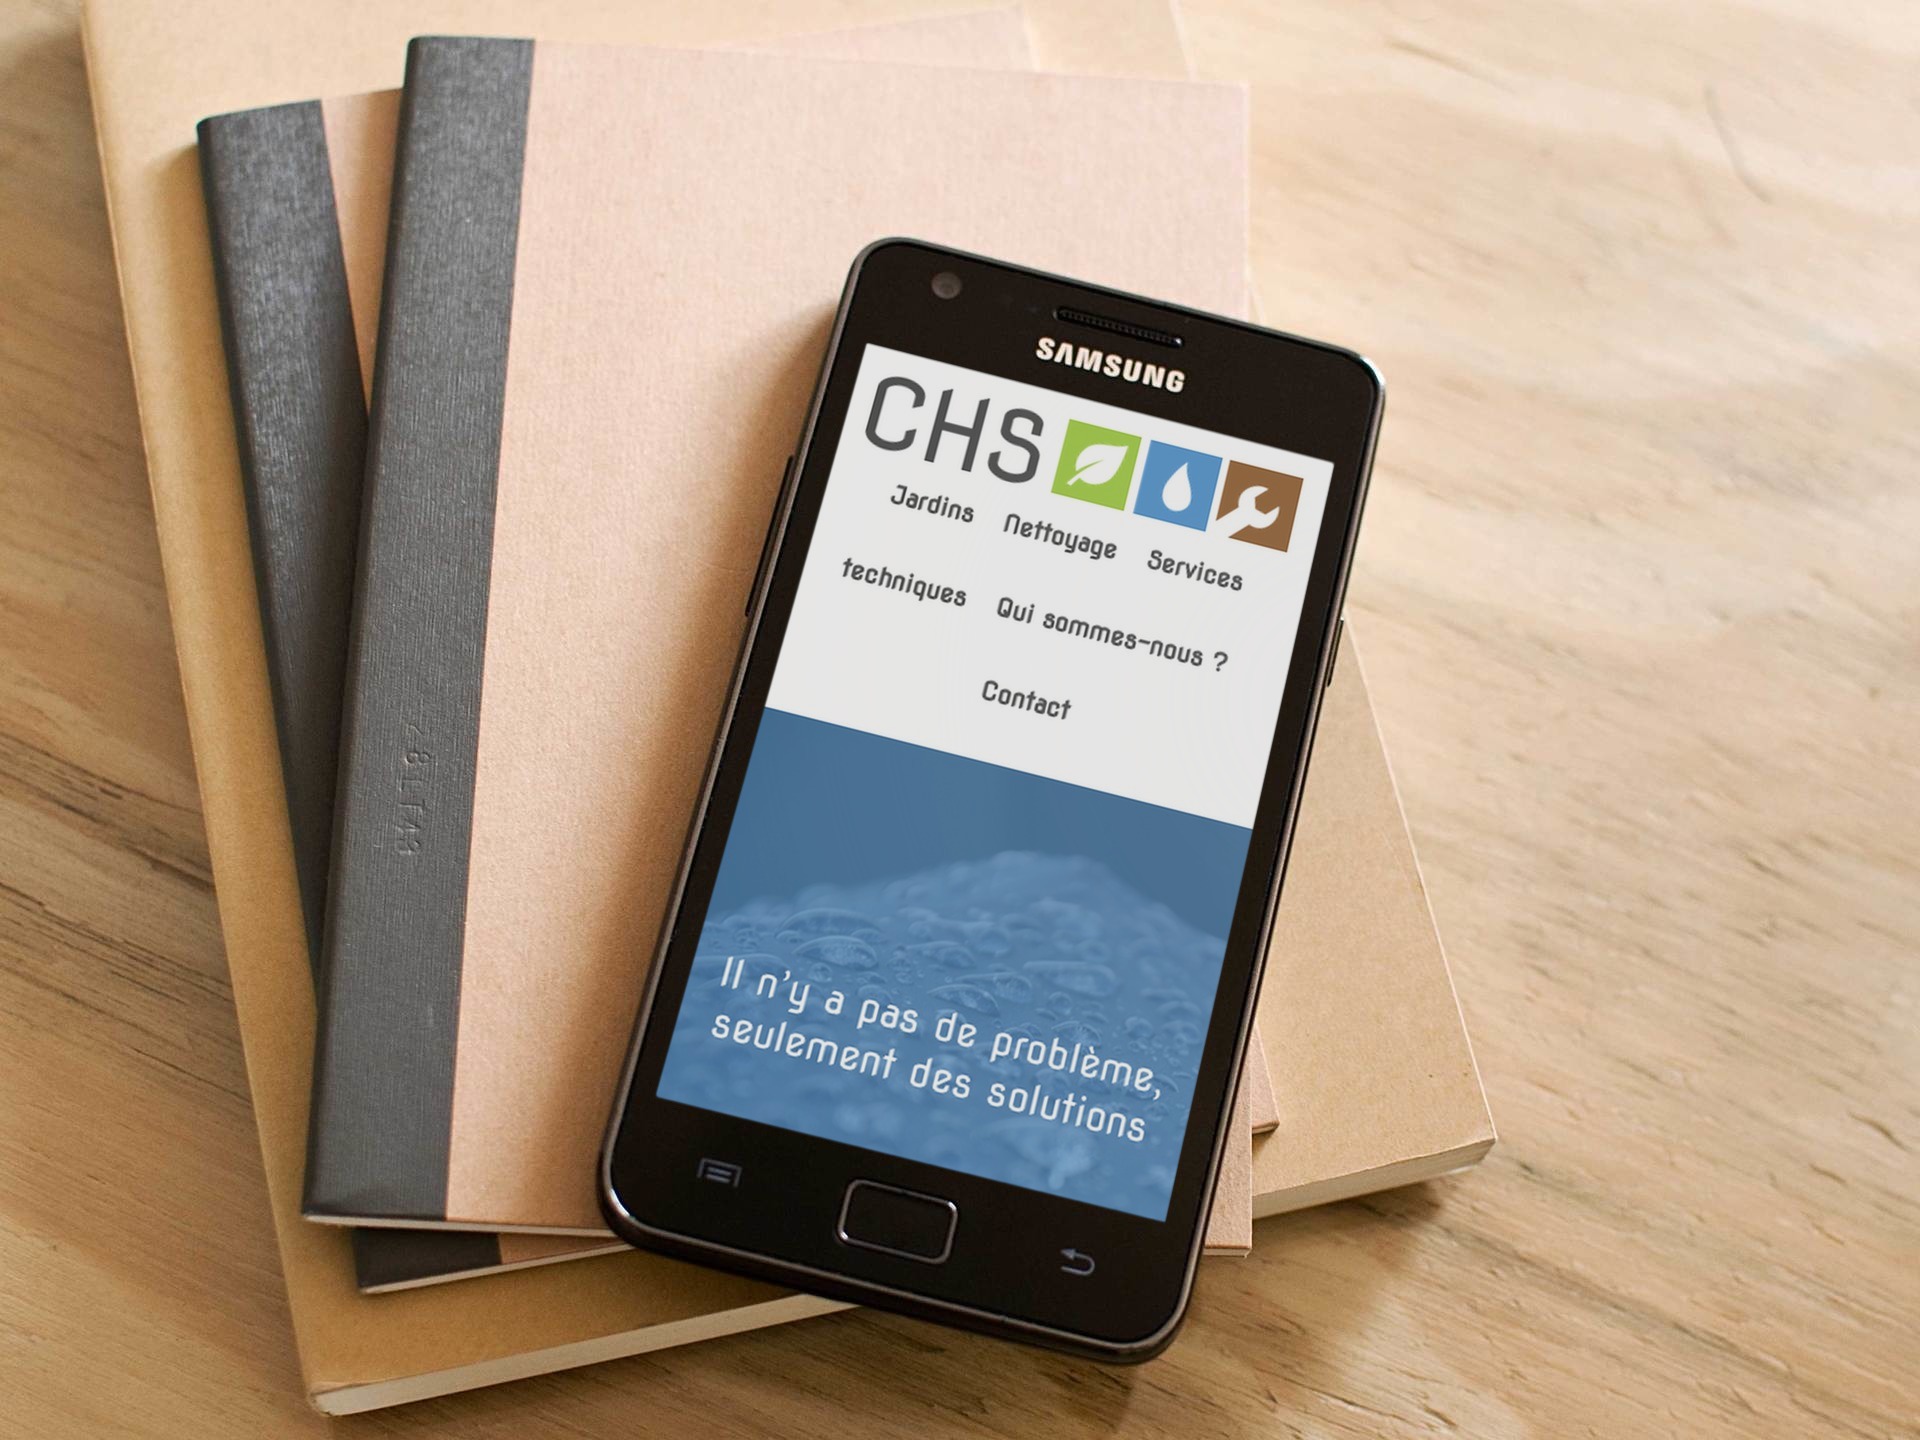 SAMSUNG
CHS
Jardins Nettoyage Services
techniques Qui sommes-nous ?
Contact
Il n'y a pas de problème,
seulement des solutions